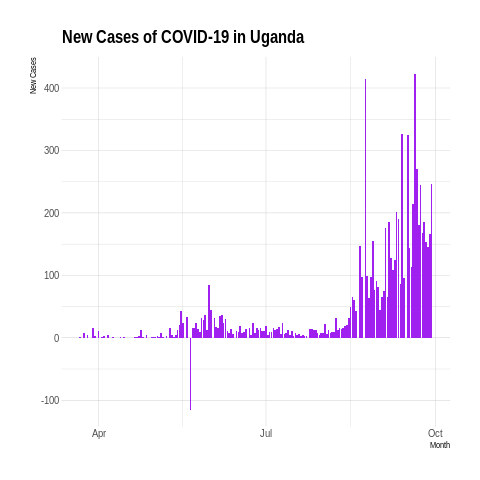 New Cases of COVID-19 in Uganda
New Cases
400
300
200
100
0
-100
Apr
Jul
Oct
Month